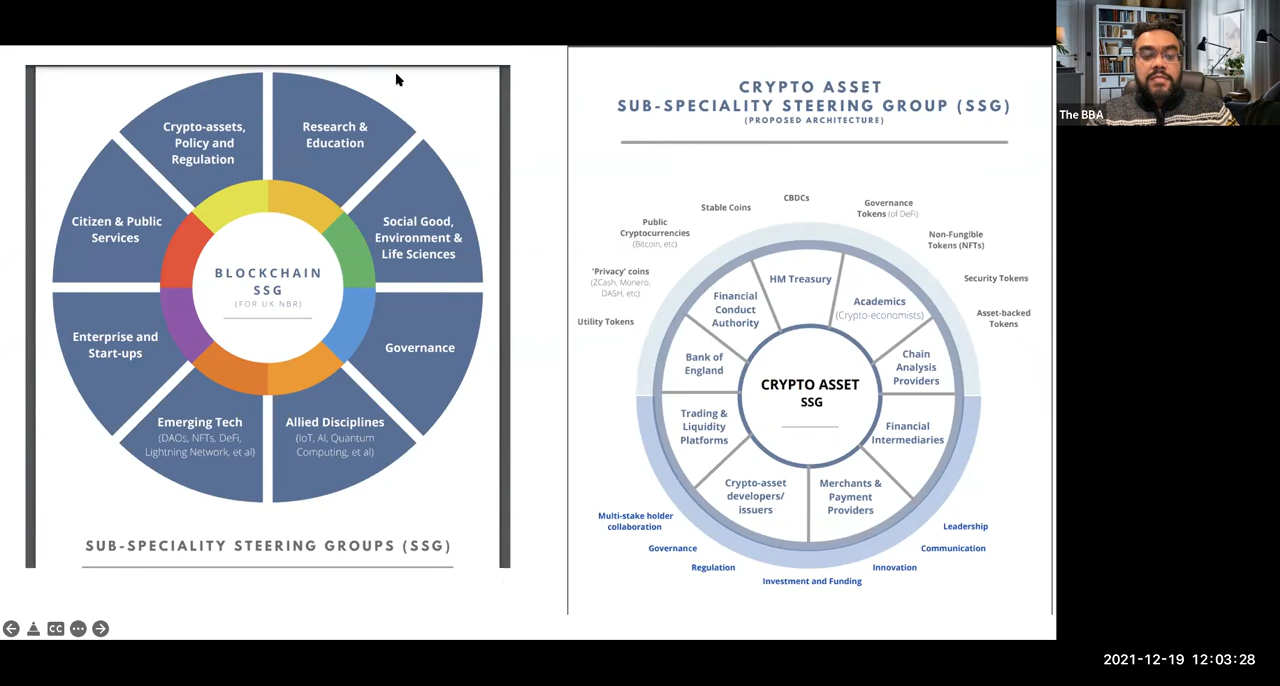 Crypto-assets,
Policy and
Regulation
Research &
Education
Citizen & Public
Services
Social Good,
Environment &
Life Sciences
BLOCKCHAIN
SSG
(FOR UK NBR)
Enterprise and
Start-ups
Governance
Emerging Tech
(DAOs, NFTs, DeFi,
Lightning Network, et al)
Allied Disciplines
(IoT, AI, Quantum
Computing, et al)
SUB-SPECIALITY STEERING GROUPS (SSG)
CRYPTO ASSET
SUB-SPECIALITY STEERING GROUP (SSG)
(PROPOSED ARCHITECTURE)
CBDCs
Stable Coins
Governance
Tokens (of DeFi)
Public
Cryptocurrencies
(Bitcoin, etc)
Non-Fungible
Tokens (NFTs)
'Privacy' coins
(ZCash, Monero,
DASH, etc)
Security Tokens
Utility Tokens
Asset-backed
Tokens
HM Treasury
Financial
Conduct
Authority
Academics
(Crypto-economists)
Bank of
England
Chain
Analysis
Providers
CRYPTO ASSET
SSG
Trading &
Liquidity
Platforms
Financial
Intermediaries
Crypto-asset
developers/
issuers
Merchants &
Payment
Providers
Multi-stake holder
collaboration
Leadership
Governance
Communication
Regulation
Innovation
Investment and Funding
CC
The BBA
2021-12-19 12:03:28